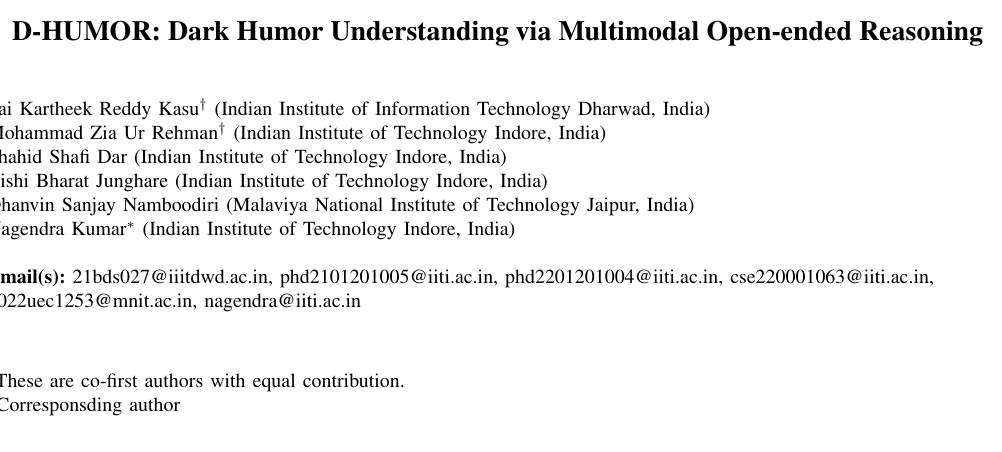 D-HUMOR: Dark Humor Understanding via Multimodal Open-ended Reasoning
ai Kartheek Reddy Kasu† (Indian Institute of Information Technology Dharwad, India)
Mohammad Zia Ur Rehman† (Indian Institute of Technology Indore, India)
hahid Shafi Dar (Indian Institute of Technology Indore, India)
ishi Bharat Junghare (Indian Institute of Technology Indore, India)
Dhanvin Sanjay Namboodiri (Malaviya National Institute of Technology Jaipur, India)
Nagendra Kumar* (Indian Institute of Technology Indore, India)
mail(s): 21bds027@iiitdwd.ac.in, phd2101201005@iiti.ac.in, phd2201201004@iiti.ac.in, cse220001063@iiti.ac.in,
022uec1253@mnit.ac.in, nagendra@iiti.ac.in
These are co-first authors with equal contribution.
Corresponsding author